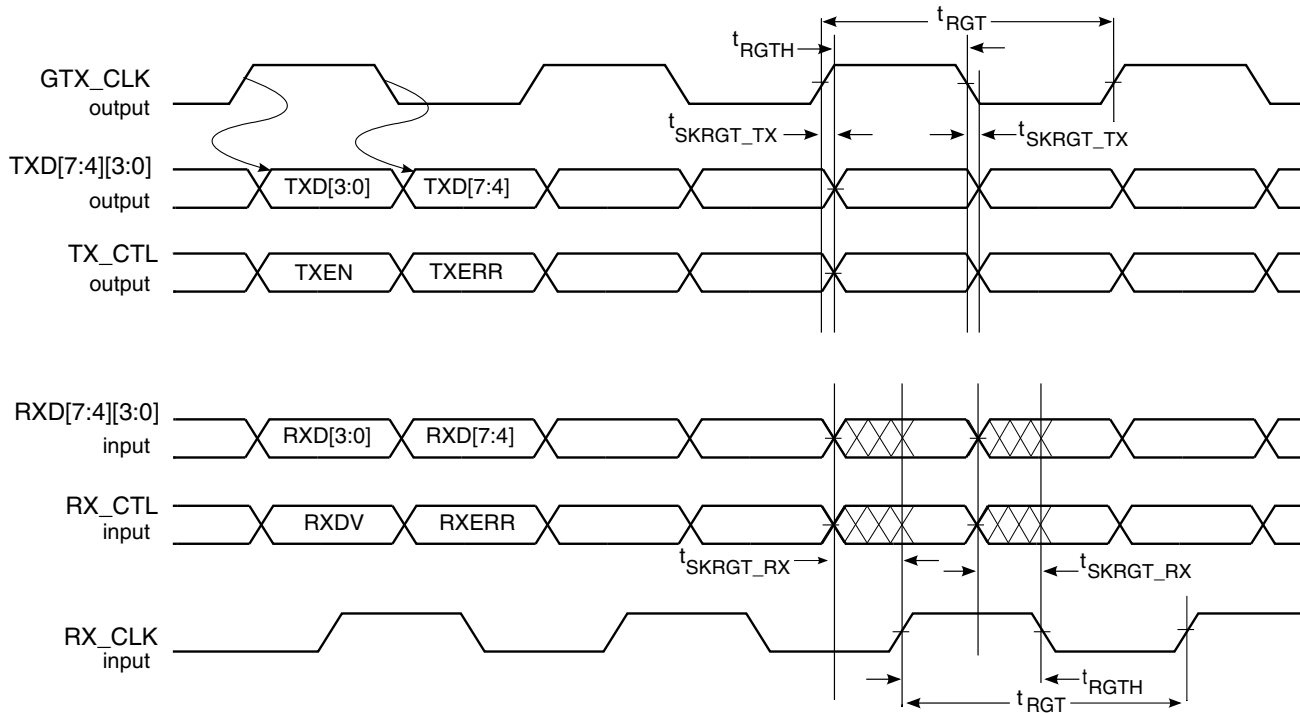 tRGT
tRGTH
GTX_CLK
output
tSKRGT_TX
tSKRGT_TX
TXD[7:4][3:0]
output
TXD[3:0]
TXD[7:4]
TX_CTL
output
TXEN
TXERR
RXD[7:4][3:0]
input
RXD[3:0]
RXD[7:4]
RX_CTL
input
RXDV
RXERR
tSKRGT_RX
tSKRGT_RX
RX_CLK
input
tRGTH
tRGT